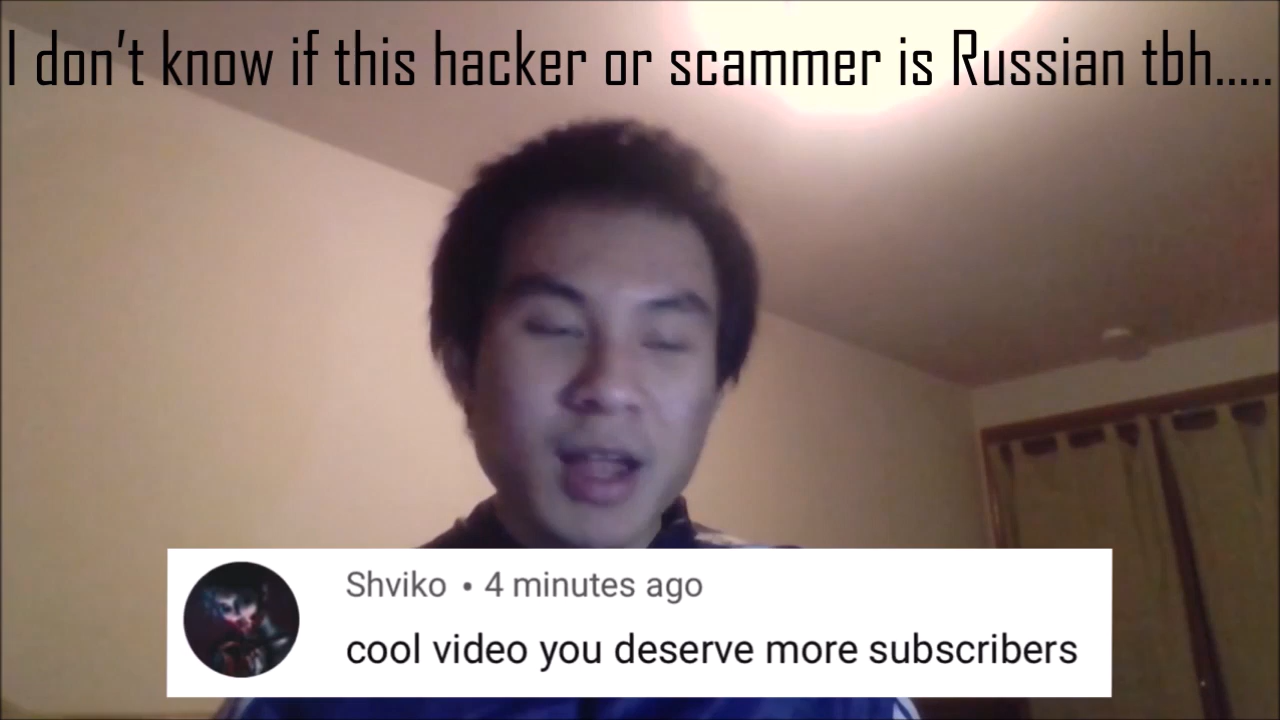 I don't know if this hacker or scammer is Russian tbh.....
Shviko • 4 minutes ago
cool video you deserve more subscribers